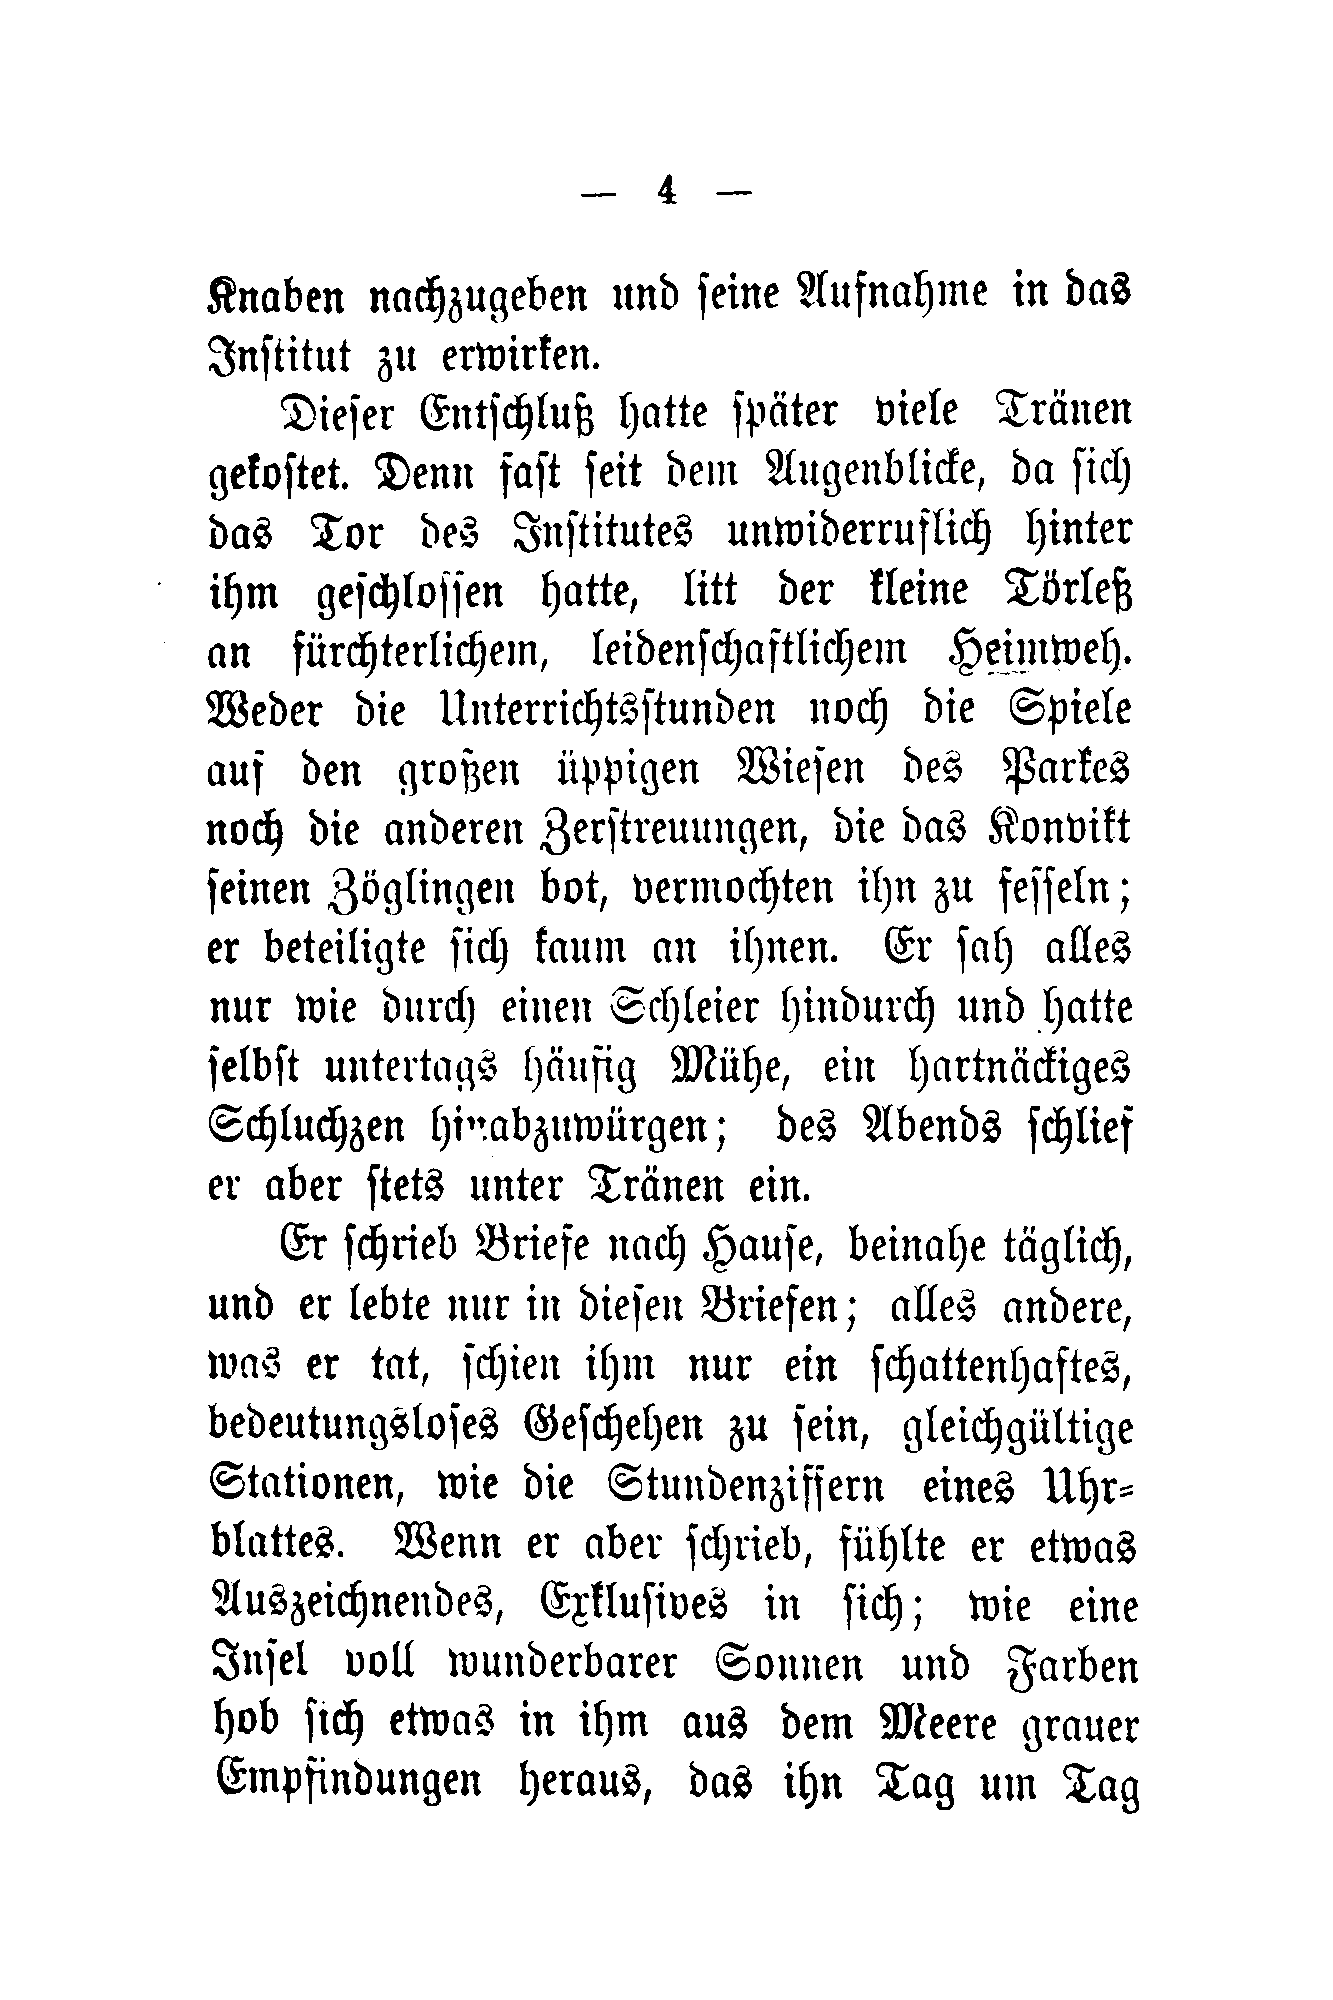 — 4 —
Knaben nachzugeben und ſeine Aufnahme in das
Inſtitut zu erwirken.
Dieſer Entſchluß hatte ſpäter viele Tränen
gekoſtet. Denn faſt ſeit dem Augenblicke, da ſich
das Tor des Inſtitutes unwiderruflich hinter
ihm geſchloſſen hatte, litt der kleine Törleß
an fürchterlichem, leidenſchaftlichem Heimweh.
Weder die Unterrichtsſtunden noch die Spiele
auf den großen üppigen Wieſen des Parkes
noch die anderen Zerſtreuungen, die das Konvikt
ſeinen Zöglingen bot, vermochten ihn zu feſſeln;
er beteiligte ſich kaum an ihnen. Er ſah alles
nur wie durch einen Schleier hindurch und hatte
ſelbſt untertags häufig Mühe, ein hartnäckiges
Schluchzen hinabzuwürgen; des Abends ſchlief
er aber ſtets unter Tränen ein.
Er ſchrieb Briefe nach Hauſe, beinahe täglich,
und er lebte nur in dieſen Briefen; alles andere,
was er tat, ſchien ihm nur ein ſchattenhaftes,
bedeutungsloſes Geſchehen zu ſein, gleichgültige
Stationen, wie die Stundenziffern eines Uhr-
blattes. Wenn er aber ſchrieb, fühlte er etwas
Auszeichnendes, Exkluſives in ſich; wie eine
Inſel voll wunderbarer Sonnen und Farben
hob ſich etwas in ihm aus dem Meere grauer
Empfindungen heraus, das ihn Tag um Tag